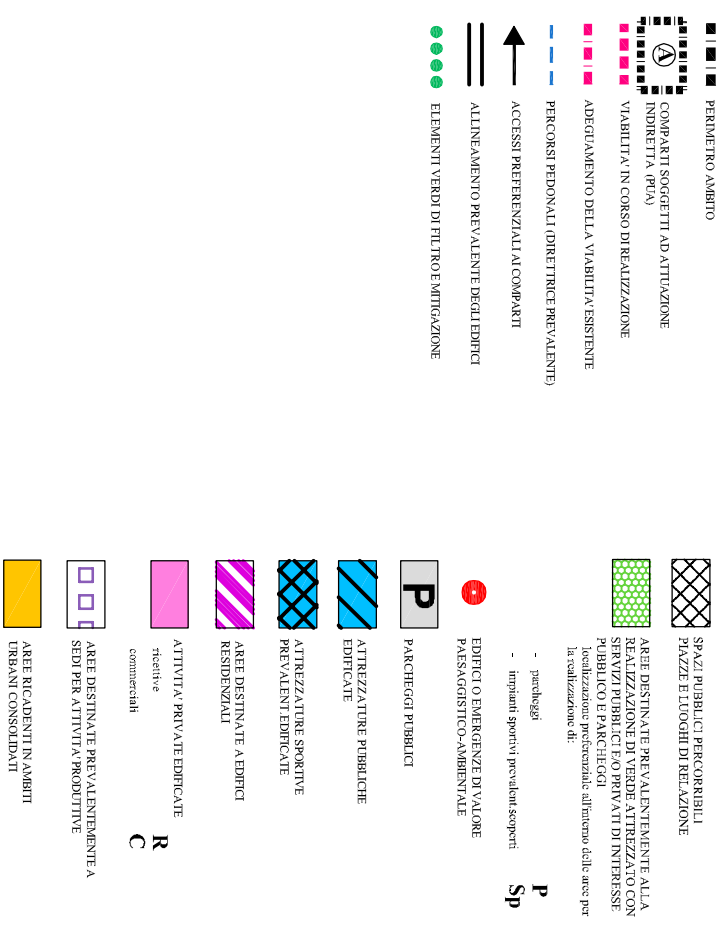 PERIMETRO AMBITO
A
COMPARTI SOGGETTI AD ATTUAZIONE
INDIRETTA (PUA)
VIABILITA' IN CORSO DI REALIZZAZIONE
ADEGUAMENTO DELLA VIABILITA' ESISTENTE
PERCORSI PEDONALI (DIRETTRICE PREVALENTE)
ACCESSI PREFERENZIALI AI COMPARTI
ALLINEAMENTO PREVALENTE DEGLI EDIFICI
ELEMENTI VERDI DI FILTRO E MITIGAZIONE
SPAZI PUBBLICI PERCORRIBILI
PIAZZE E LUOGHI DI RELAZIONE
AREE DESTINATE PREVALENTEMENTE ALLA
REALIZZAZIONE DI VERDE ATTREZZATO CON
SERVIZI PUBBLICI E/O PRIVATI DI INTERESSE
PUBBLICO E PARCHEGGI
localizzazione preferenziale all'interno delle aree per
la realizzazione di:
- parcheggi P
- impianti sportivi prevalent.scoperti Sp
EDIFICI O EMERGENZE DI VALORE
PAESAGGISTICO-AMBIENTALE
P
PARCHEGGI PUBBLICI
ATTREZZATURE PUBBLICHE
EDIFICATE
ATTREZZATURE SPORTIVE
PREVALENT.EDIFICATE
AREE DESTINATE A EDIFICI
RESIDENZIALI
ATTIVITA' PRIVATE EDIFICATE
ricettive R
commerciali C
AREE DESTINATE PREVALENTEMENTE A
SEDI PER ATTIVITA' PRODUTTIVE
AREE RICADENTI IN AMBITI
URBANI CONSOLIDATI